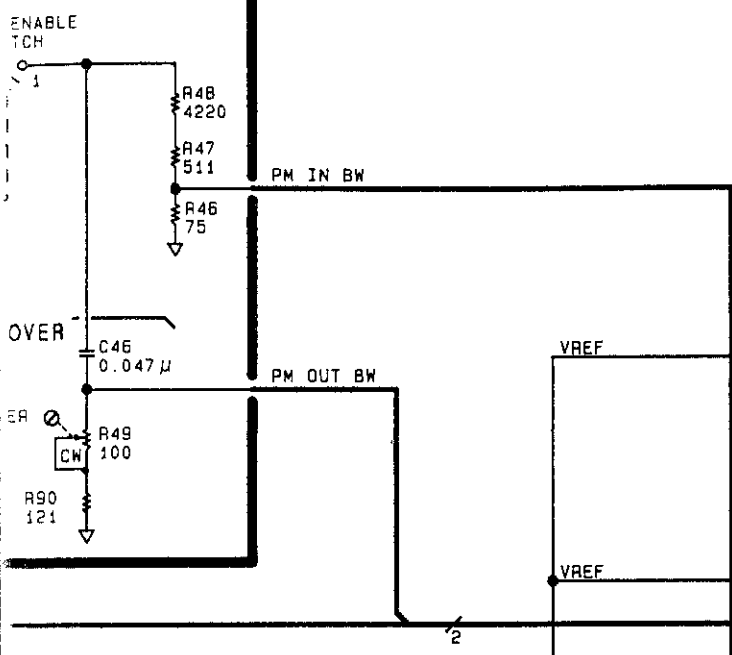 ENABLE
TCH
1
R48
4220
R47
511
PM IN BW
R46
75
OVER
C46
0.047µ
VREF
PM OUT BW
ER
R49
100
CW
R90
121
VREF
2